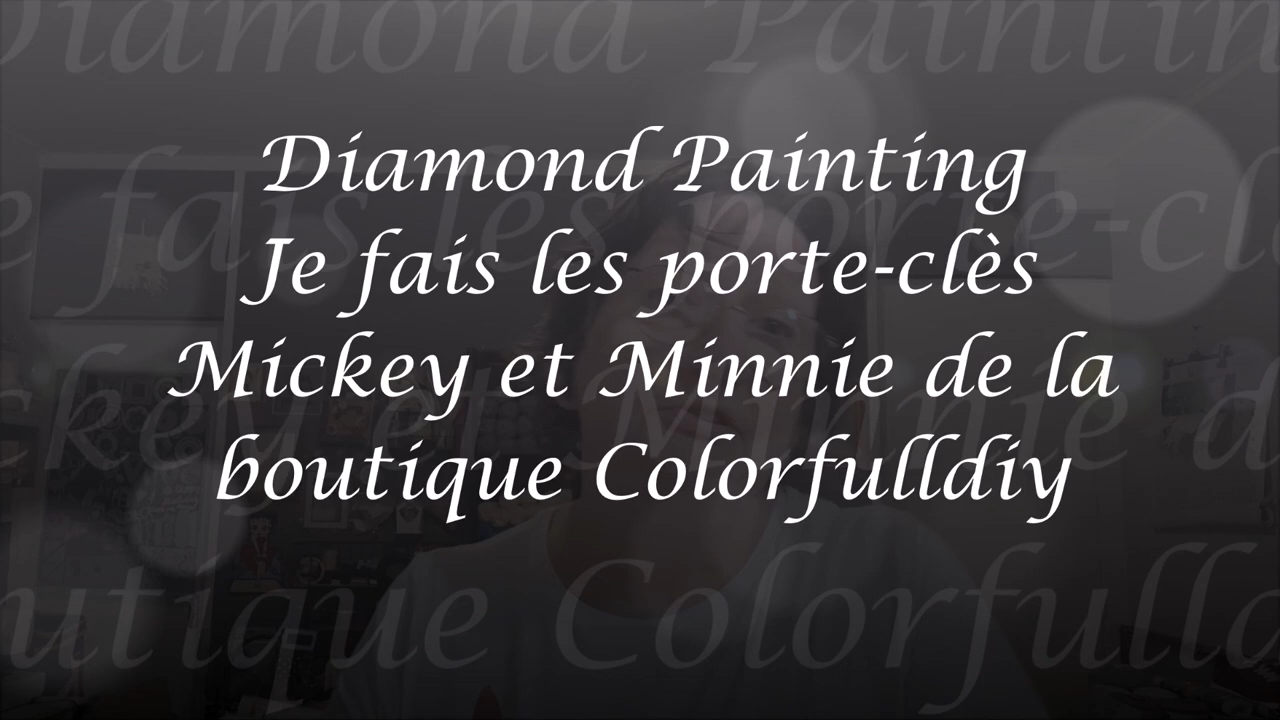 Diamond Painting
Je fais les porte-clès
Mickey et Minnie de la
boutique Colorfulldiy